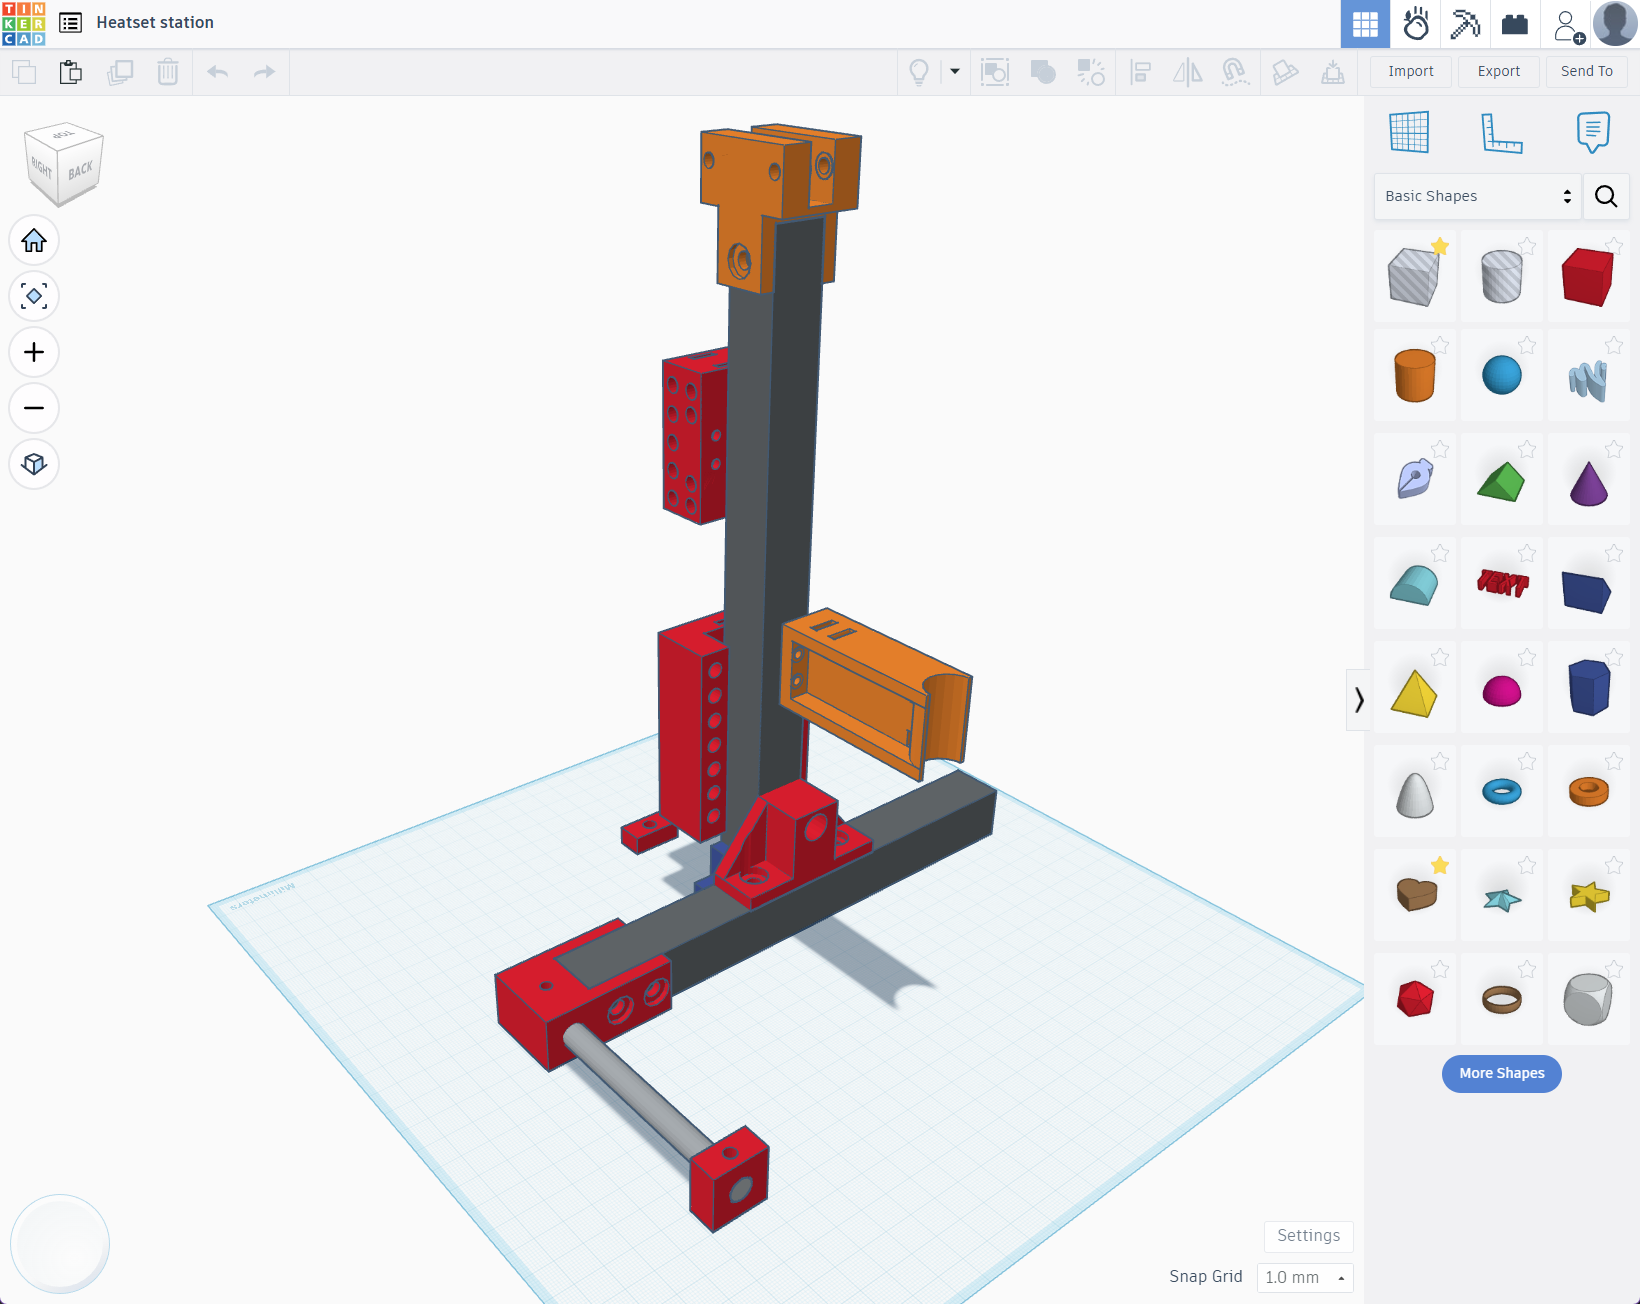 TIN
KER
CAD
Heatset station
Import
Export
Send To
TOP
RIGHT
BACK
Basic Shapes
TEXT
Millimeters
More Shapes
Settings
Snap Grid
1.0 mm